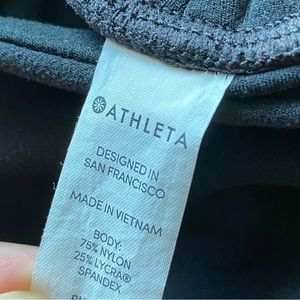 ATHLETA
DESIGNED IN
SAN FRANCISCO
MADE IN VIETNAM
BODY:
75% NYLON
25% LYCRA®
SPANDEX